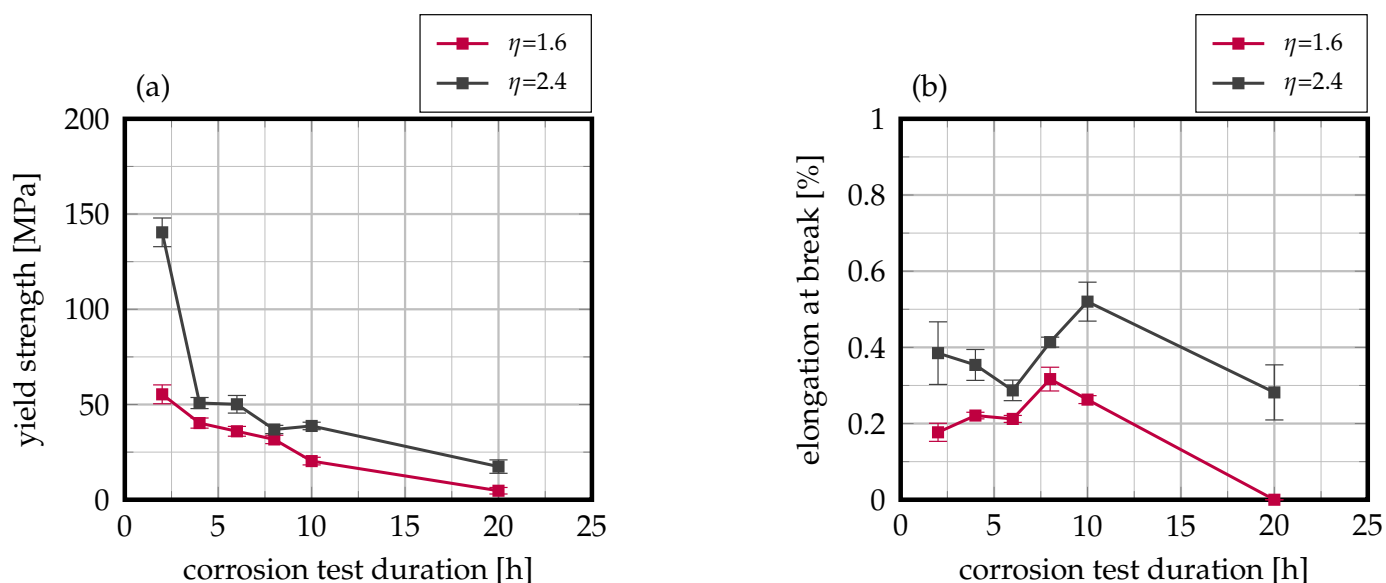 η=1.6
η=2.4
(a)
200
150
100
50
0
yield strength [MPa]
0 5 10 15 20 25
corrosion test duration [h]
η=1.6
η=2.4
(b)
1
0.8
0.6
0.4
0.2
0
elongation at break [%]
0 5 10 15 20 25
corrosion test duration [h]